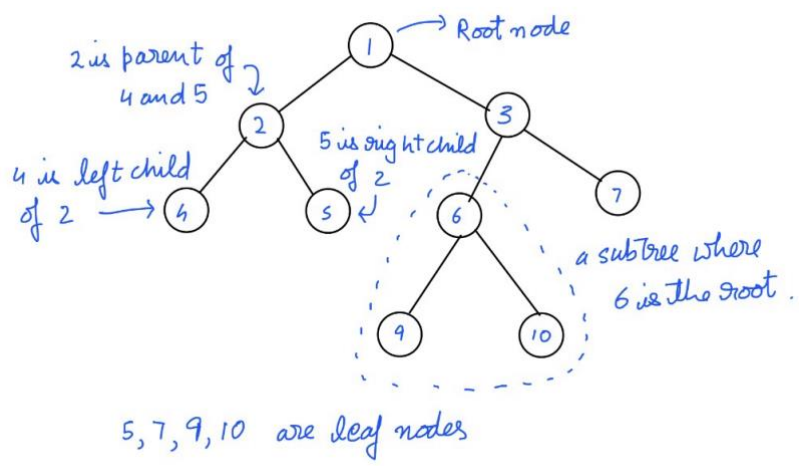 1
Root node
2 is parent of
4 and 5
2
3
5 is right child
of 2
4 is left child
of 2
4
5
6
7
a subtree where
6 is the root.
9
10
5, 7, 9, 10 are leaf nodes